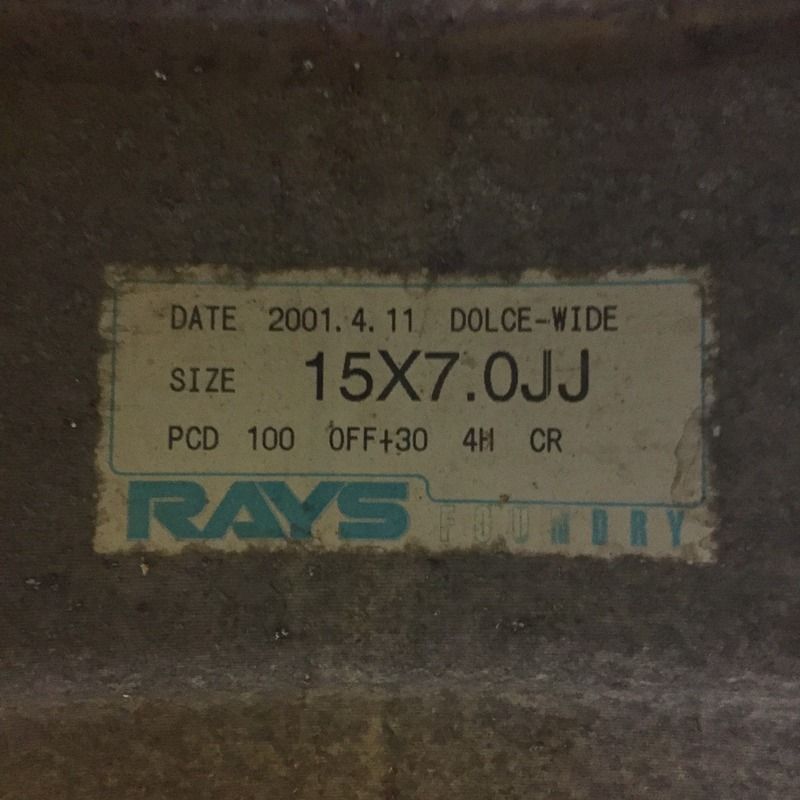 DATE 2001.4.11 DOLCE-WIDE
SIZE 15X7.0JJ
PCD 100 OFF+30 4H CR
RAYS FOUNDRY